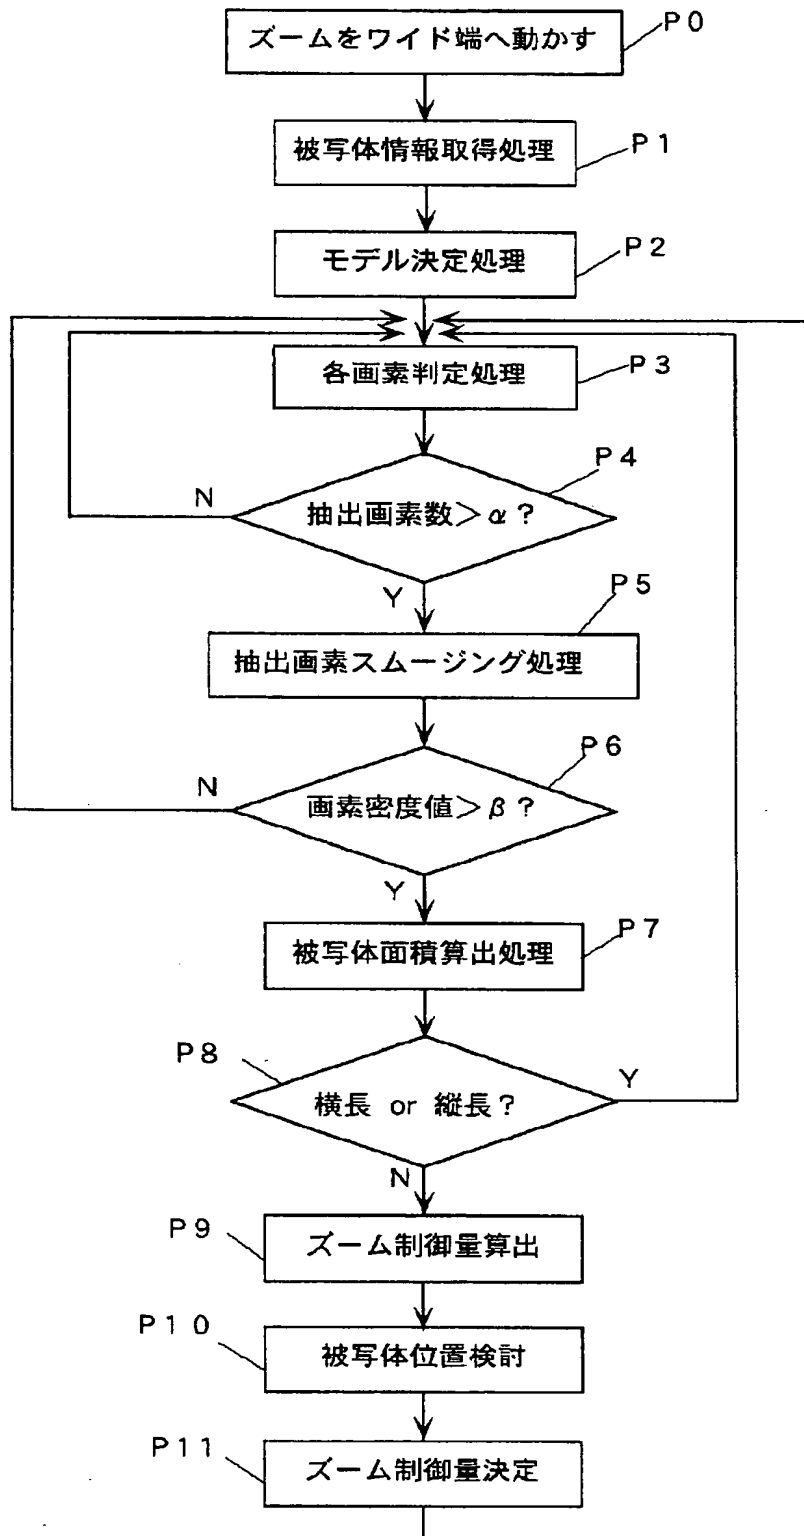 ズームをワイド端へ動かす
P0
被写体情報取得処理
P1
モデル決定処理
P2
各画素判定処理
P3
P4
N
抽出画素数>α?
Y
P5
抽出画素スムージング処理
P6
N
画素密度値>β?
Y
P7
被写体面積算出処理
P8
横長 or 縦長?
Y
N
P9
ズーム制御量算出
P10
被写体位置検討
P11
ズーム制御量決定